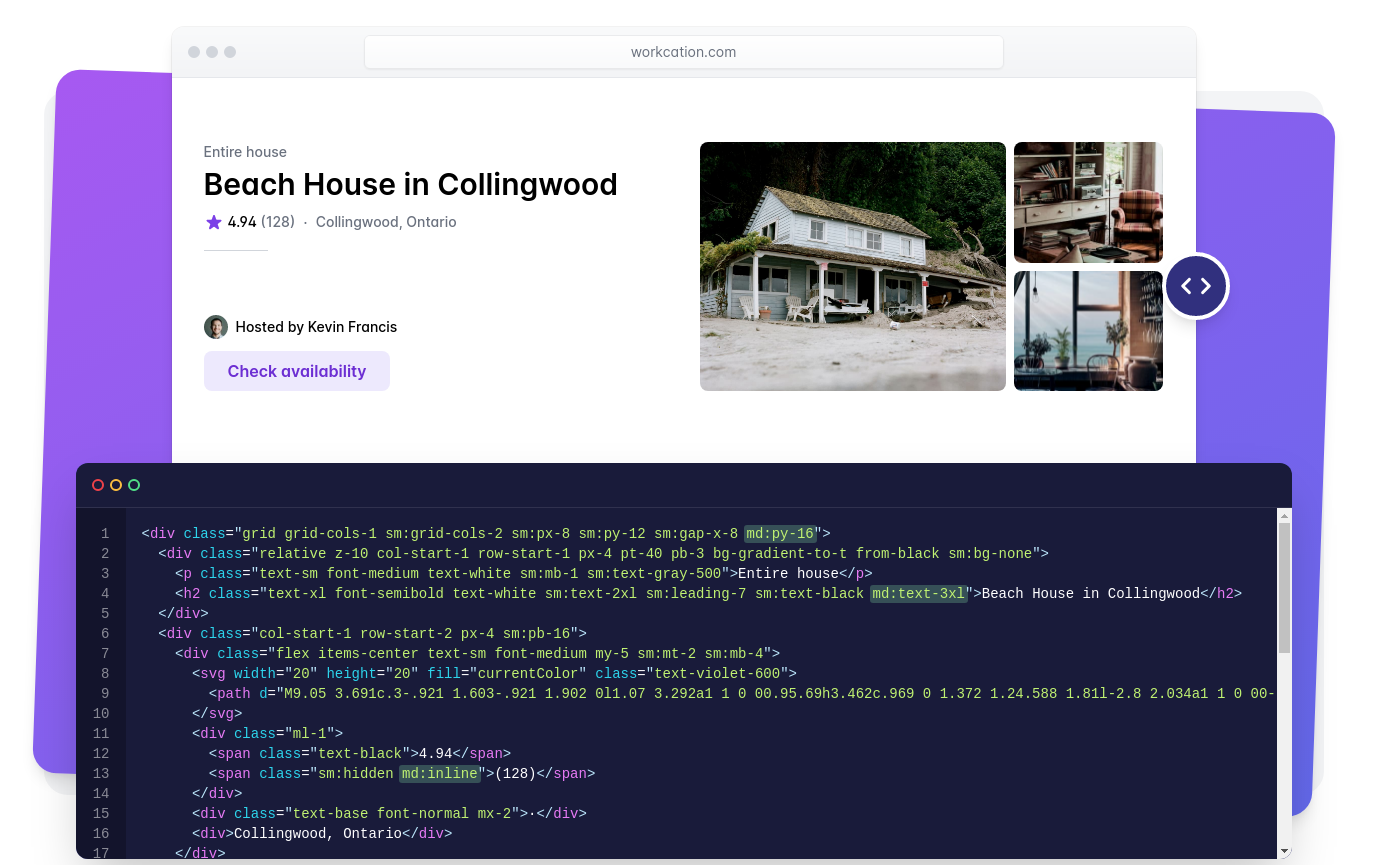 workcation.com
Entire house
Beach House in Collingwood
4.94 (128) · Collingwood, Ontario
Hosted by Kevin Francis
Check availability
1 <div class="grid grid-cols-1 sm:grid-cols-2 sm:px-8 sm:py-12 sm:gap-x-8 md:py-16">
2 <div class="relative z-10 col-start-1 row-start-1 px-4 pt-40 pb-3 bg-gradient-to-t from-black sm:bg-none">
3 <p class="text-sm font-medium text-white sm:mb-1 sm:text-gray-500">Entire house</p>
4 <h2 class="text-xl font-semibold text-white sm:text-2xl sm:leading-7 sm:text-black md:text-3xl">Beach House in Collingwood</h2>
5 </div>
6 <div class="col-start-1 row-start-2 px-4 sm:pb-16">
7 <div class="flex items-center text-sm font-medium my-5 sm:mt-2 sm:mb-4">
8 <svg width="20" height="20" fill="currentColor" class="text-violet-600">
9 <path d="M9.05 3.691c.3-.921 1.603-.921 1.902 0l1.07 3.292a1 1 0 00.95.69h3.462c.969 0 1.372 1.24.588 1.81l-2.8 2.034a1 1 0 00-
10 </svg>
11 <div class="ml-1">
12 <span class="text-black">4.94</span>
13 <span class="sm:hidden md:inline">(128)</span>
14 </div>
15 <div class="text-base font-normal mx-2">·</div>
16 <div>Collingwood, Ontario</div>
17 </div>